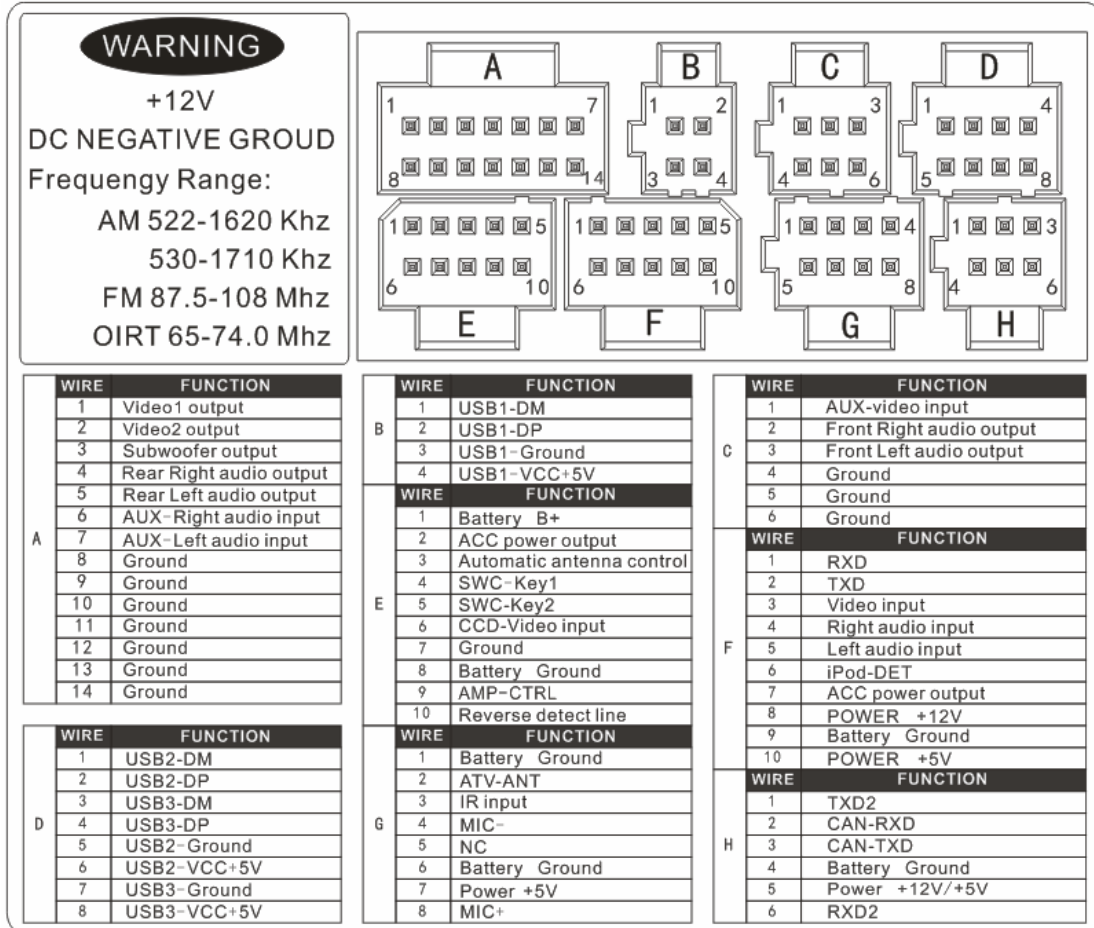 WARNING
+12V
DC NEGATIVE GROUD
Frequengy Range:
AM 522-1620 Khz
530-1710 Khz
FM 87.5-108 Mhz
OIRT 65-74.0 Mhz
A B C D
1 7 1 2 1 3 1 4
8 14 3 4 4 6 5 8
1 5 1 5 1 4 1 3
6 10 6 10 5 8 4 6
E F G H
A
WIRE FUNCTION
1 Video1 output
2 Video2 output
3 Subwoofer output
4 Rear Right audio output
5 Rear Left audio output
6 AUX-Right audio input
7 AUX-Left audio input
8 Ground
9 Ground
10 Ground
11 Ground
12 Ground
13 Ground
14 Ground
D
WIRE FUNCTION
1 USB2-DM
2 USB2-DP
3 USB3-DM
4 USB3-DP
5 USB2-Ground
6 USB2-VCC+5V
7 USB3-Ground
8 USB3-VCC+5V
B
WIRE FUNCTION
1 USB1-DM
2 USB1-DP
3 USB1-Ground
4 USB1-VCC+5V
E
WIRE FUNCTION
1 Battery B+
2 ACC power output
3 Automatic antenna control
4 SWC-Key1
5 SWC-Key2
6 CCD-Video input
7 Ground
8 Battery Ground
9 AMP-CTRL
10 Reverse detect line
G
WIRE FUNCTION
1 Battery Ground
2 ATV-ANT
3 IR input
4 MIC-
5 NC
6 Battery Ground
7 Power +5V
8 MIC+
C
WIRE FUNCTION
1 AUX-video input
2 Front Right audio output
3 Front Left audio output
4 Ground
5 Ground
6 Ground
F
WIRE FUNCTION
1 RXD
2 TXD
3 Video input
4 Right audio input
5 Left audio input
6 iPod-DET
7 ACC power output
8 POWER +12V
9 Battery Ground
10 POWER +5V
H
WIRE FUNCTION
1 TXD2
2 CAN-RXD
3 CAN-TXD
4 Battery Ground
5 Power +12V/+5V
6 RXD2